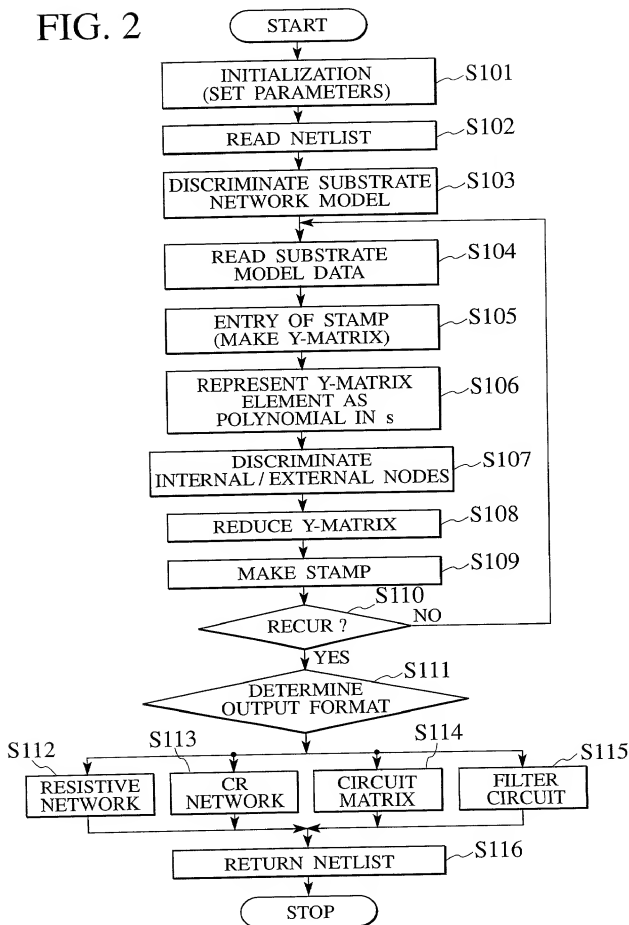 FIG. 2
START
INITIALIZATION
(SET PARAMETERS)
S101
READ NETLIST
S102
DISCRIMINATE SUBSTRATE
NETWORK MODEL
S103
READ SUBSTRATE
MODEL DATA
S104
ENTRY OF STAMP
(MAKE Y-MATRIX)
S105
REPRESENT Y-MATRIX
ELEMENT AS
POLYNOMIAL IN s
S106
DISCRIMINATE
INTERNAL/EXTERNAL NODES
S107
REDUCE Y-MATRIX
S108
MAKE STAMP
S109
S110
RECUR ?
NO
YES
S111
DETERMINE
OUTPUT FORMAT
S112
RESISTIVE
NETWORK
S113
CR
NETWORK
S114
CIRCUIT
MATRIX
S115
FILTER
CIRCUIT
RETURN NETLIST
S116
STOP